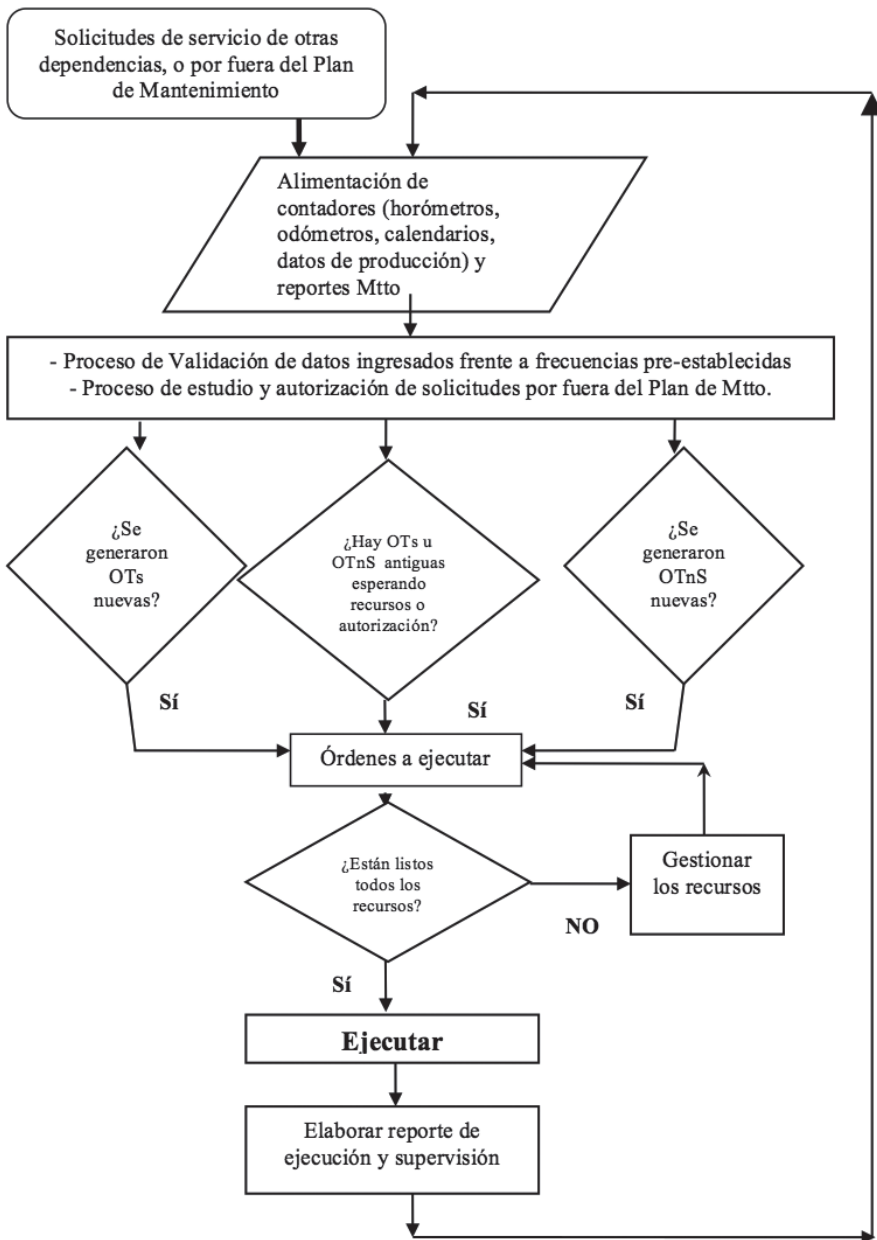 Solicitudes de servicio de otras
dependencias, o por fuera del Plan
de Mantenimiento
Alimentación de
contadores (horómetros,
odómetros, calendarios,
datos de producción) y
reportes Mtto
- Proceso de Validación de datos ingresados frente a frecuencias pre-establecidas
- Proceso de estudio y autorización de solicitudes por fuera del Plan de Mtto.
¿Se
generaron
OTs
nuevas?
¿Hay OTs u
OTnS antiguas
esperando
recursos o
autorización?
¿Se
generaron
OTnS
nuevas?
Sí
Sí
Sí
Órdenes a ejecutar
¿Están listos
todos los
recursos?
Gestionar
los recursos
NO
Sí
Ejecutar
Elaborar reporte de
ejecución y supervisión